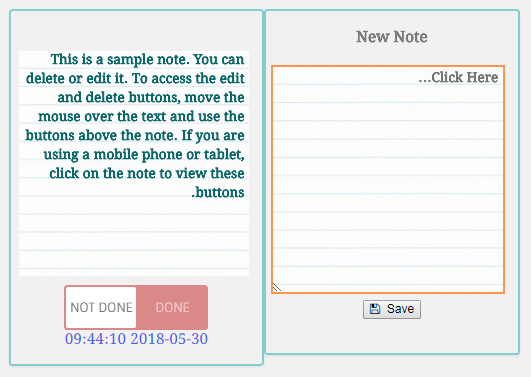 This is a sample note. You can
delete or edit it. To access the edit
and delete buttons, move the
mouse over the text and use the
buttons above the note. If you are
using a mobile phone or tablet,
click on the note to view these
.buttons
NOT DONE DONE
09:44:10 2018-05-30
New Note
...Click Here
Save